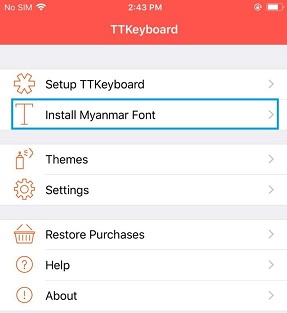 No SIM 2:43 PM
TTKeyboard
Setup TTKeyboard
Install Myanmar Font
Themes
Settings
Restore Purchases
Help
About